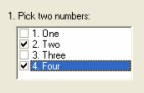 1. Pick two numbers:
1. One
2. Two
3. Three
4. Four